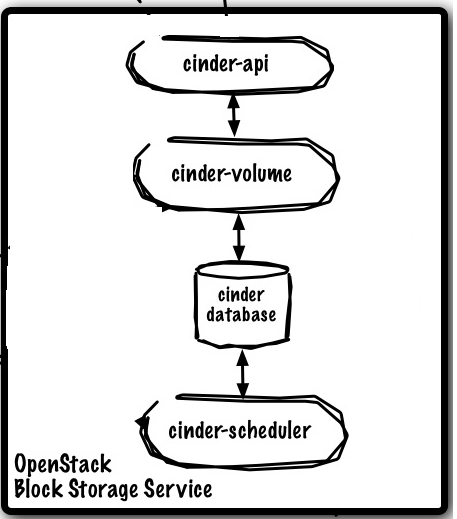 cinder-api
cinder-volume
cinder
database
cinder-scheduler
OpenStack
Block Storage Service